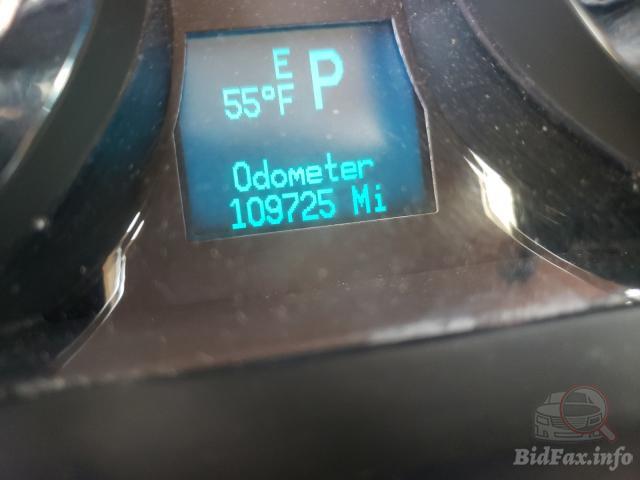 E
55°F P
Odometer
109725 Mi
BidFax.info